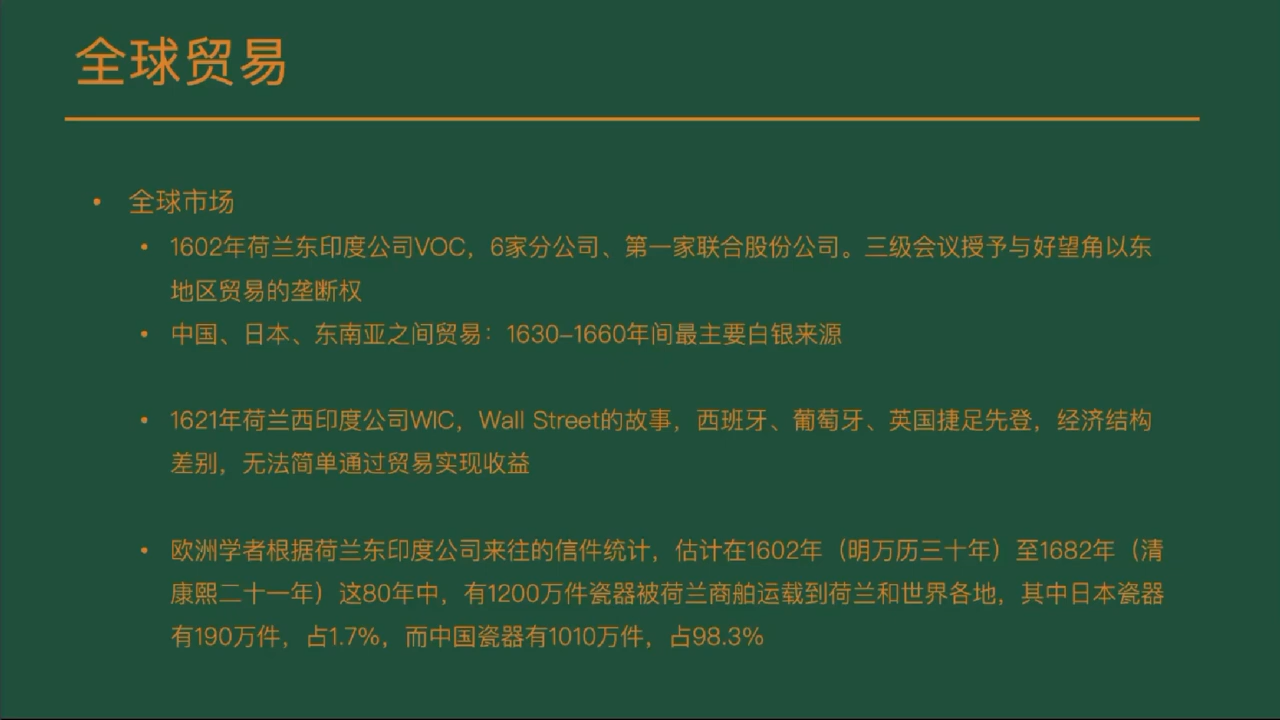 全球贸易
• 全球市场
• 1602年荷兰东印度公司VOC，6家分公司、第一家联合股份公司。三级会议授予与好望角以东
地区贸易的垄断权
• 中国、日本、东南亚之间贸易：1630-1660年间最主要白银来源
• 1621年荷兰西印度公司WIC，Wall Street的故事，西班牙、葡萄牙、英国捷足先登，经济结构
差别，无法简单通过贸易实现收益
• 欧洲学者根据荷兰东印度公司来往的信件统计，估计在1602年（明万历三十年）至1682年（清
康熙二十一年）这80年中，有1200万件瓷器被荷兰商舶运载到荷兰和世界各地，其中日本瓷器
有190万件，占1.7%，而中国瓷器有1010万件，占98.3%